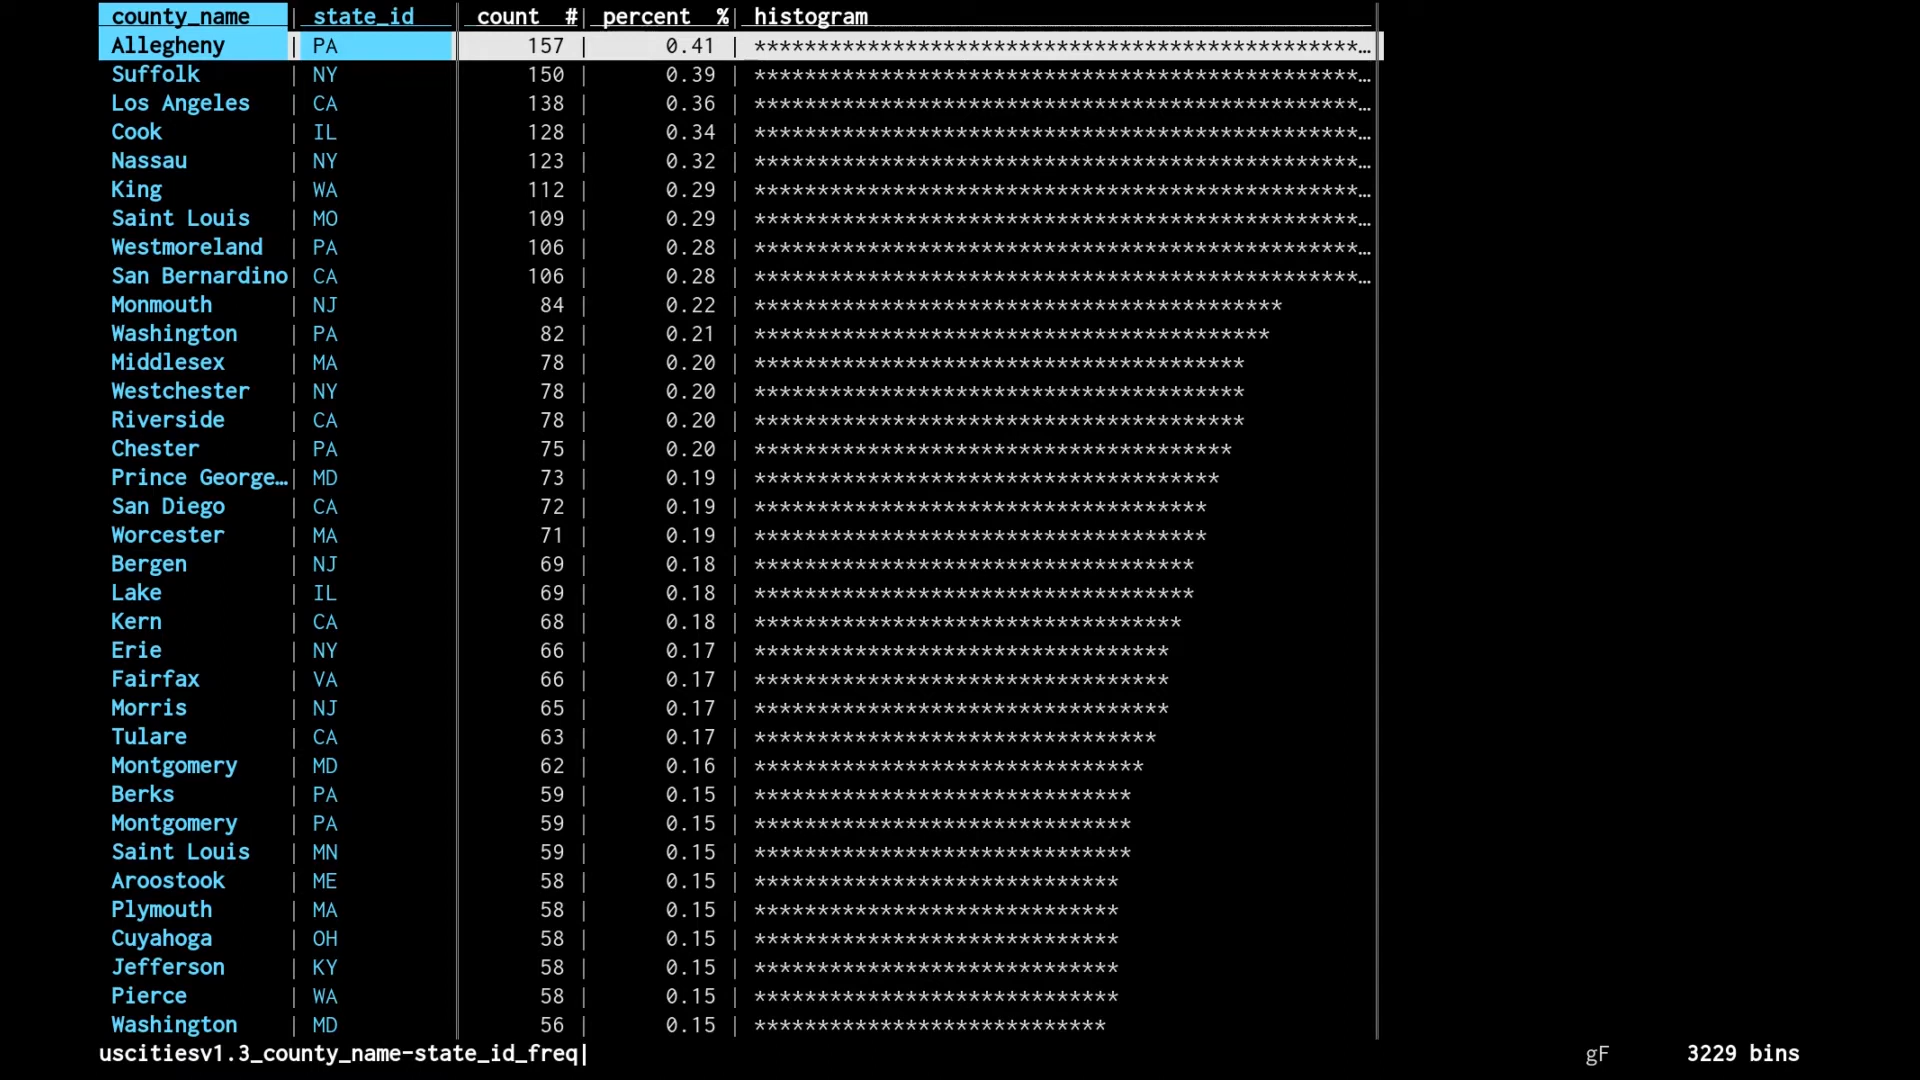 county_name | state_id | count # | percent % | histogram
Allegheny | PA | 157 | 0.41 | ************************************************…
Suffolk | NY | 150 | 0.39 | ************************************************…
Los Angeles | CA | 138 | 0.36 | ************************************************…
Cook | IL | 128 | 0.34 | ************************************************…
Nassau | NY | 123 | 0.32 | ************************************************…
King | WA | 112 | 0.29 | ************************************************…
Saint Louis | MO | 109 | 0.29 | ************************************************…
Westmoreland | PA | 106 | 0.28 | ************************************************…
San Bernardino | CA | 106 | 0.28 | ************************************************…
Monmouth | NJ | 84 | 0.22 | ******************************************
Washington | PA | 82 | 0.21 | *****************************************
Middlesex | MA | 78 | 0.20 | ***************************************
Westchester | NY | 78 | 0.20 | ***************************************
Riverside | CA | 78 | 0.20 | ***************************************
Chester | PA | 75 | 0.20 | **************************************
Prince George… | MD | 73 | 0.19 | *************************************
San Diego | CA | 72 | 0.19 | ************************************
Worcester | MA | 71 | 0.19 | ************************************
Bergen | NJ | 69 | 0.18 | ***********************************
Lake | IL | 69 | 0.18 | ***********************************
Kern | CA | 68 | 0.18 | **********************************
Erie | NY | 66 | 0.17 | *********************************
Fairfax | VA | 66 | 0.17 | *********************************
Morris | NJ | 65 | 0.17 | *********************************
Tulare | CA | 63 | 0.17 | ********************************
Montgomery | MD | 62 | 0.16 | *******************************
Berks | PA | 59 | 0.15 | ******************************
Montgomery | PA | 59 | 0.15 | ******************************
Saint Louis | MN | 59 | 0.15 | ******************************
Aroostook | ME | 58 | 0.15 | *****************************
Plymouth | MA | 58 | 0.15 | *****************************
Cuyahoga | OH | 58 | 0.15 | *****************************
Jefferson | KY | 58 | 0.15 | *****************************
Pierce | WA | 58 | 0.15 | *****************************
Washington | MD | 56 | 0.15 | ****************************
uscitiesv1.3_county_name-state_id_freq| gF 3229 bins